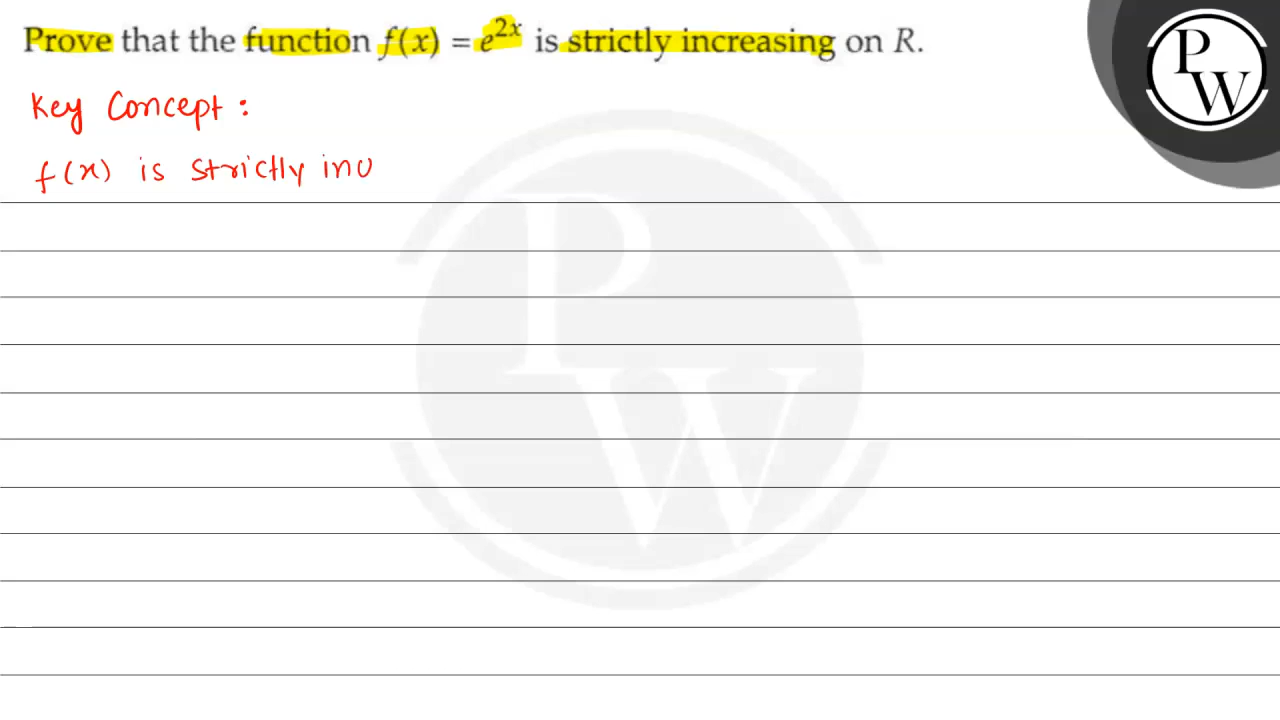 Prove that the function f(x) = e^{2x} is strictly increasing on R.
P
W
Key Concept :
f(x) is strictly inc
P
W